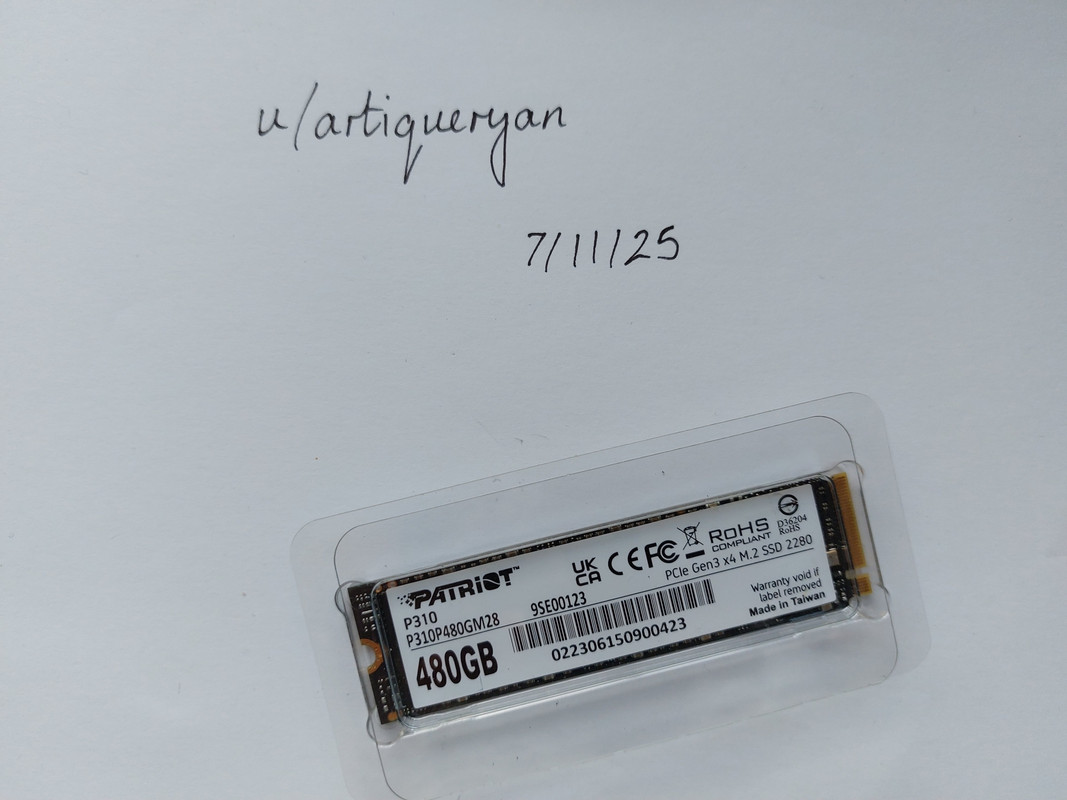 u/artiqueryan
7/11/25
PATRIOT™
P310
P310P480GM28
480GB
9SE00123
022306150900423
UK
CA
CE FC
RoHS
COMPLIANT
D36204
RoHS
PCIe Gen3 x4 M.2 SSD 2280
Warranty void if
label removed
Made in Taiwan